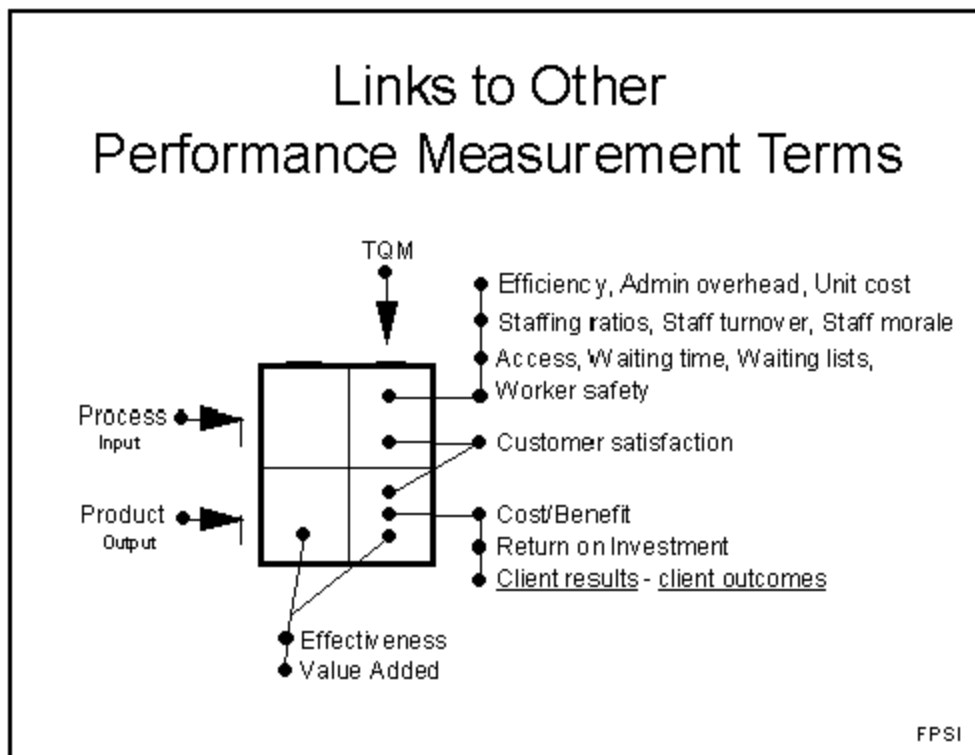 Links to Other
Performance Measurement Terms
TQM
Efficiency, Admin overhead, Unit cost
Staffing ratios, Staff turnover, Staff morale
Access, Waiting time, Waiting lists,
Worker safety
Process
Input
Customer satisfaction
Product
Output
Cost/Benefit
Return on Investment
Client results - client outcomes
Effectiveness
Value Added
FPSI